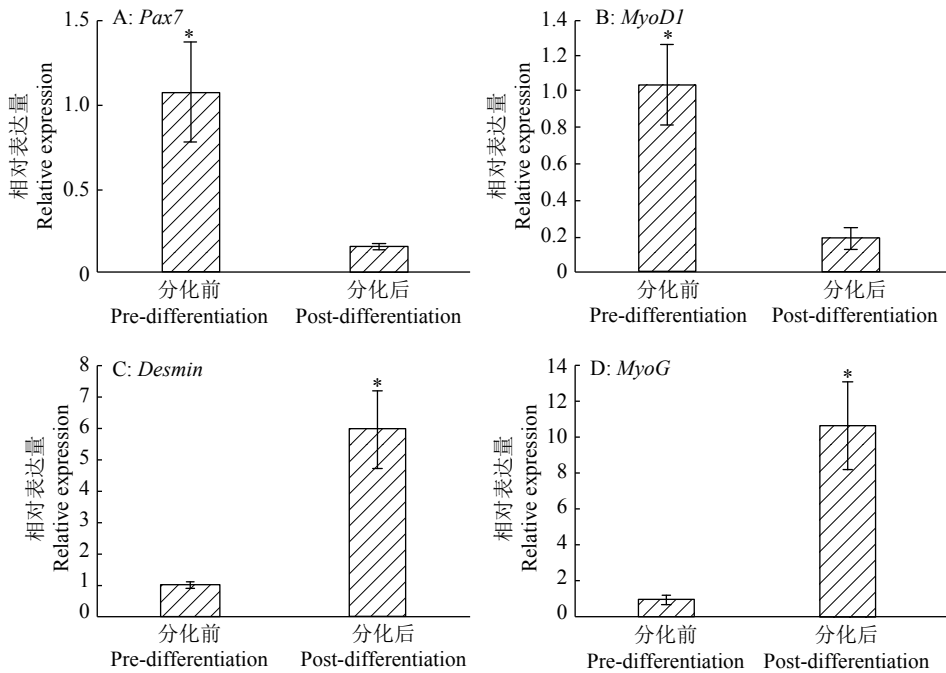 A: Pax7
*
1.5
1.0
0.5
0
相对表达量
Relative expression
分化前
Pre-differentiation
分化后
Post-differentiation
B: MyoD1
*
1.4
1.2
1.0
0.8
0.6
0.4
0.2
0
相对表达量
Relative expression
分化前
Pre-differentiation
分化后
Post-differentiation
C: Desmin
*
8
7
6
5
4
3
2
1
0
相对表达量
Relative expression
分化前
Pre-differentiation
分化后
Post-differentiation
D: MyoG
*
14
12
10
8
6
4
2
0
相对表达量
Relative expression
分化前
Pre-differentiation
分化后
Post-differentiation